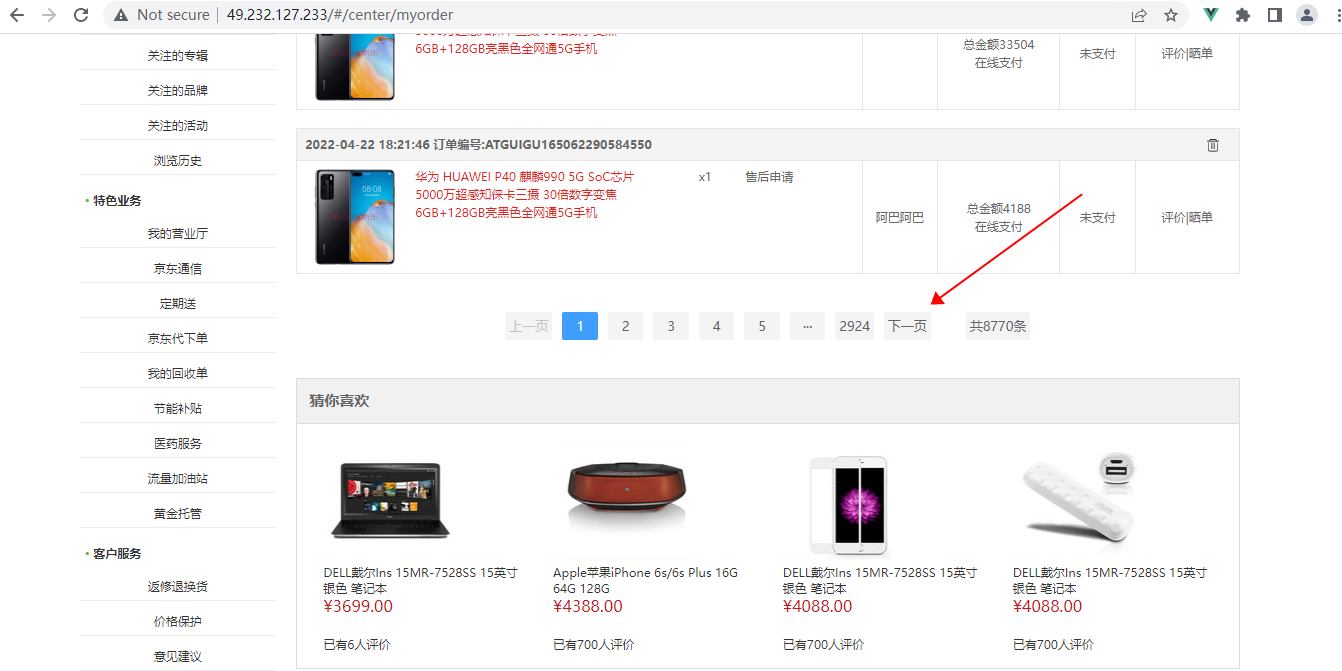 Not secure | 49.232.127.233/#/center/myorder
关注的专辑
关注的品牌
关注的活动
浏览历史
特色业务
我的营业厅
京东通信
定期送
京东代下单
我的回收单
节能补贴
医药服务
流量加油站
黄金托管
客户服务
返修退换货
价格保护
意见建议
6GB+128GB亮黑色全网通5G手机
总金额33504
在线支付
未支付
评价|晒单
2022-04-22 18:21:46 订单编号:ATGUIGU165062290584550
华为 HUAWEI P40 麒麟990 5G SoC芯片
5000万超感知徕卡三摄 30倍数字变焦
6GB+128GB亮黑色全网通5G手机
x1
售后申请
阿巴阿巴
总金额4188
在线支付
未支付
评价|晒单
上一页 1 2 3 4 5 ··· 2924 下一页 共8770条
猜你喜欢
DELL戴尔Ins 15MR-7528SS 15英寸
银色 笔记本
¥3699.00
已有6人评价
Apple苹果iPhone 6s/6s Plus 16G
64G 128G
¥4388.00
已有700人评价
DELL戴尔Ins 15MR-7528SS 15英寸
银色 笔记本
¥4088.00
已有700人评价
DELL戴尔Ins 15MR-7528SS 15英寸
银色 笔记本
¥4088.00
已有700人评价